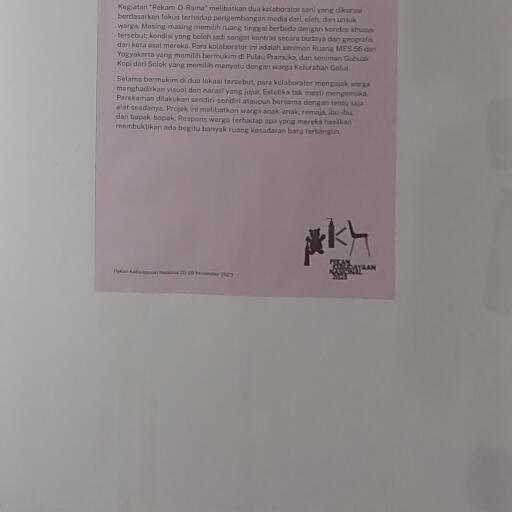 Kegiatan "Rekam O-Rama" melibatkan dua kolaborator seni yang dikurasi
berdasarkan fokus terhadap pengembangan media dari, oleh, dan untuk
warga. Masing-masing memilih ruang tinggal berbeda dengan kondisi khusus
tersebut; kondisi yang boleh jadi sangat kontras secara budaya dan geografis
dari kota asal mereka. Para kolaborator ini adalah seniman Ruang MES 56 dari
Yogyakarta yang memilih bermukim di Pulau Pramuka, dan seniman Gubuak
Kopi dari Solok yang memilih menyatu dengan warga Kelurahan Galur.
Selama bermukim di dua lokasi tersebut, para kolaborator mengajak warga
menghadirkan visual dan narasi yang jujur. Estetika tak mesti mengemuka.
Perekaman dilakukan sendiri-sendiri ataupun bersama dengan tentu saja
alat seadanya. Projek ini melibatkan warga anak-anak, remaja, ibu-ibu,
dan bapak-bapak. Respons warga terhadap apa yang mereka hasilkan
membuktikan ada begitu banyak ruang kesadaran baru terbangun.
Pekan Kebudayaan Nasional 20-29 November 2023
PEKAN
KEBUDAYAAN
NASIONAL
2023